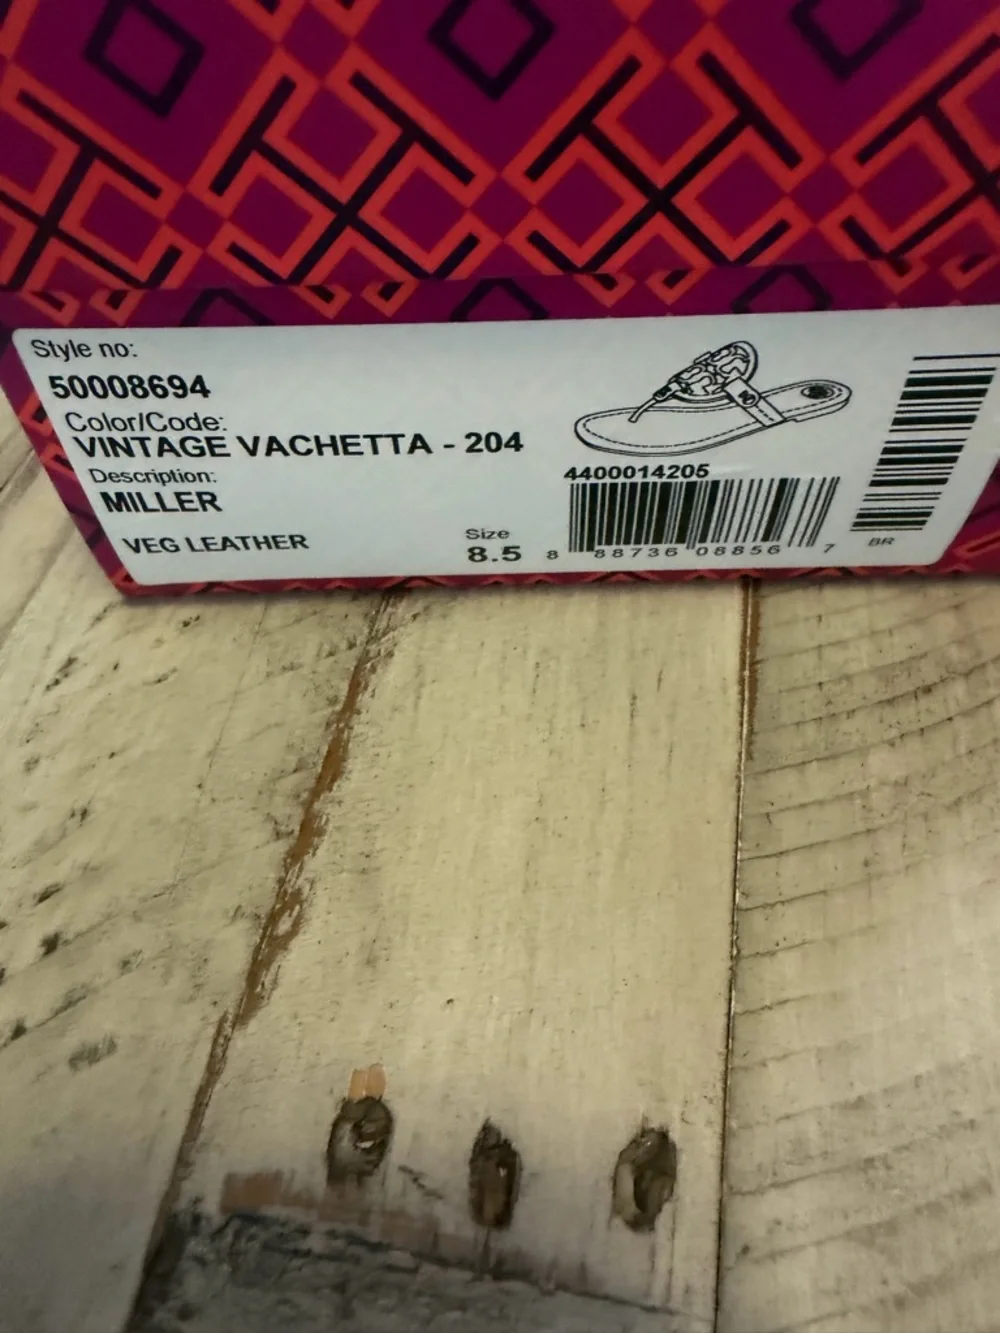 Style no:
50008694
Color/Code:
VINTAGE VACHETTA - 204
Description:
MILLER
VEG LEATHER
Size
8.5
4400014205
8 88736 08856 7
BR